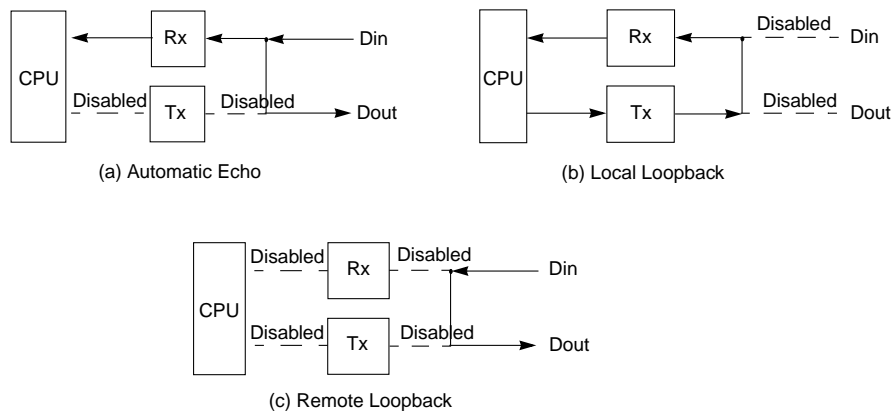 Rx
Din
Disabled
Rx
Din
CPU
CPU
Disabled
Disabled
Disabled
Tx
Dout
Tx
Dout
(a) Automatic Echo
(b) Local Loopback
Disabled
Disabled
Rx
Din
CPU
Disabled
Disabled
Tx
Dout
(c) Remote Loopback